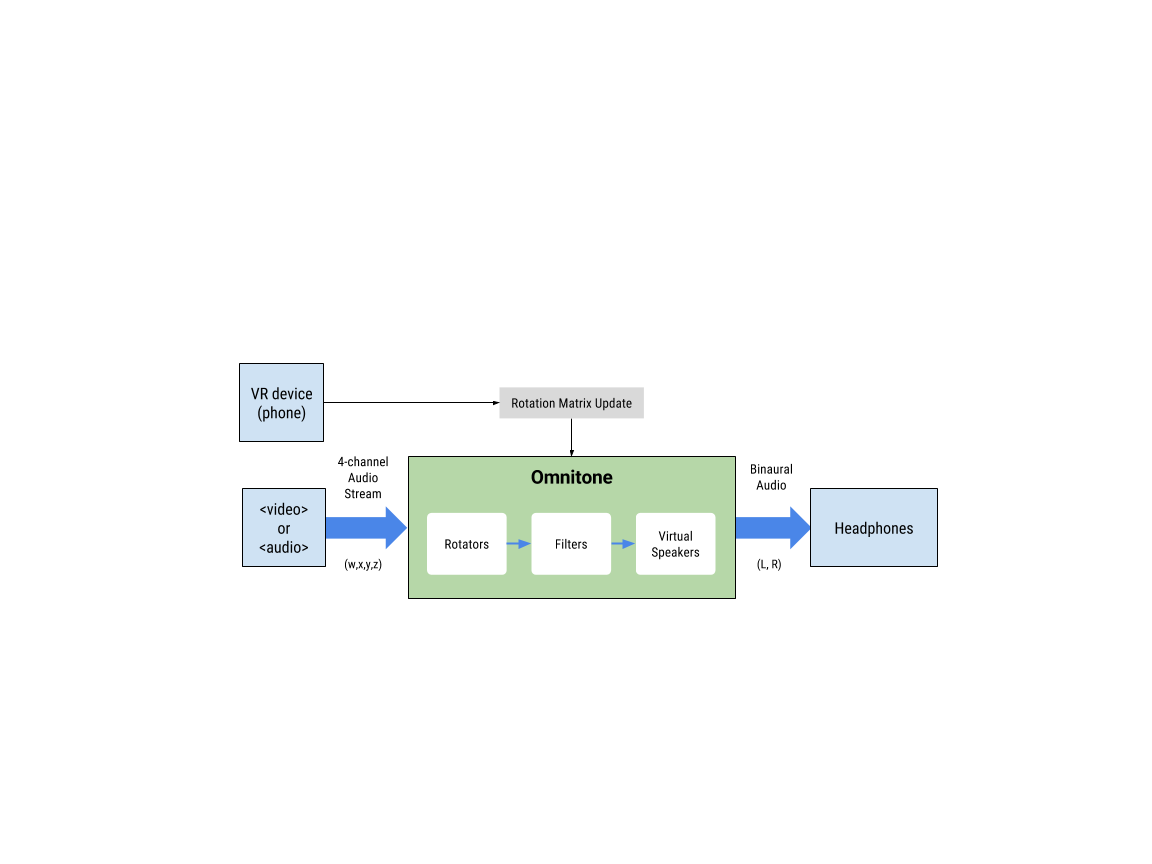 VR device
(phone)
Rotation Matrix Update
4-channel
Audio
Stream
<video>
or
<audio>
(w,x,y,z)
Omnitone
Rotators
Filters
Virtual
Speakers
Binaural
Audio
(L, R)
Headphones